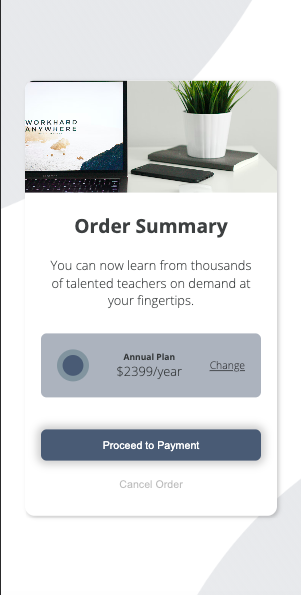 WORKHARD
ANYWHERE
Order Summary
You can now learn from thousands
of talented teachers on demand at
your fingertips.
Annual Plan
$2399/year
Change
Proceed to Payment
Cancel Order